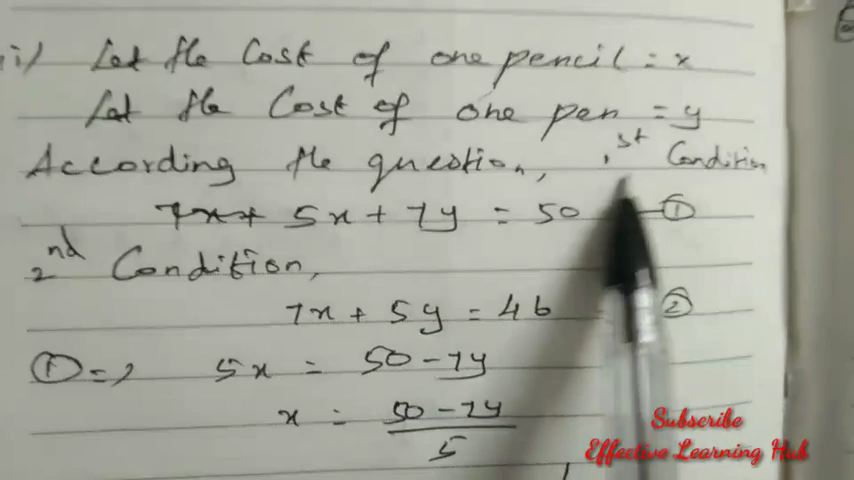 ii) Let the Cost of one pencil = x
Let the Cost of one pen = y
According the question, 1st Condition
7x+ 5x + 7y = 50 — ①
2nd Condition,
7x + 5y = 46 ②
① => 5x = 50 - 7y
x = 50 - 7y
5
Subscribe
Effective Learning Hub